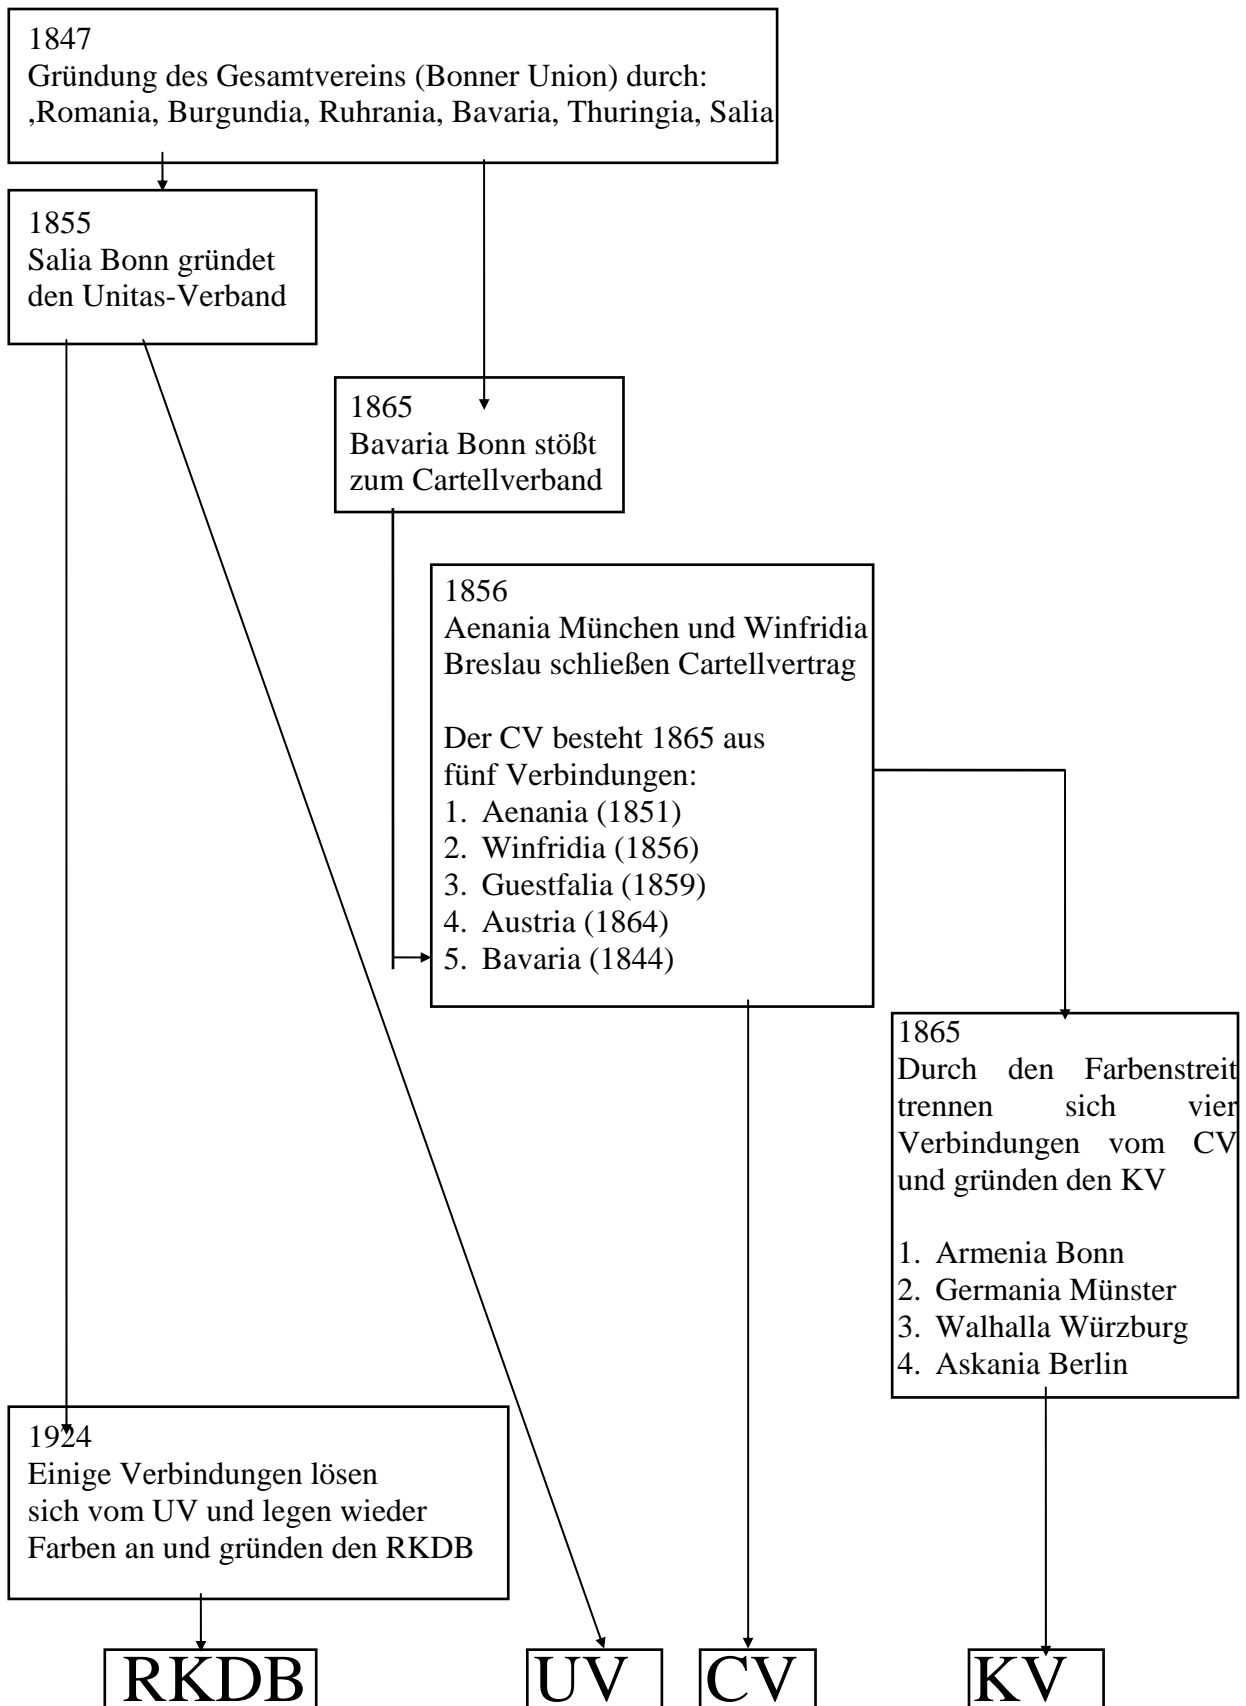 1847
Gründung des Gesamtvereins (Bonner Union) durch:
,Romania, Burgundia, Ruhrania, Bavaria, Thuringia, Salia
1855
Salia Bonn gründet
den Unitas-Verband
1865
Bavaria Bonn stößt
zum Cartellverband
1856
Aenania München und Winfridia
Breslau schließen Cartellvertrag
Der CV besteht 1865 aus
fünf Verbindungen:
1. Aenania (1851)
2. Winfridia (1856)
3. Guestfalia (1859)
4. Austria (1864)
5. Bavaria (1844)
1865
Durch den Farbenstreit
trennen sich vier
Verbindungen vom CV
und gründen den KV
1. Armenia Bonn
2. Germania Münster
3. Walhalla Würzburg
4. Askania Berlin
1924
Einige Verbindungen lösen
sich vom UV und legen wieder
Farben an und gründen den RKDB
RKDB
UV
CV
KV